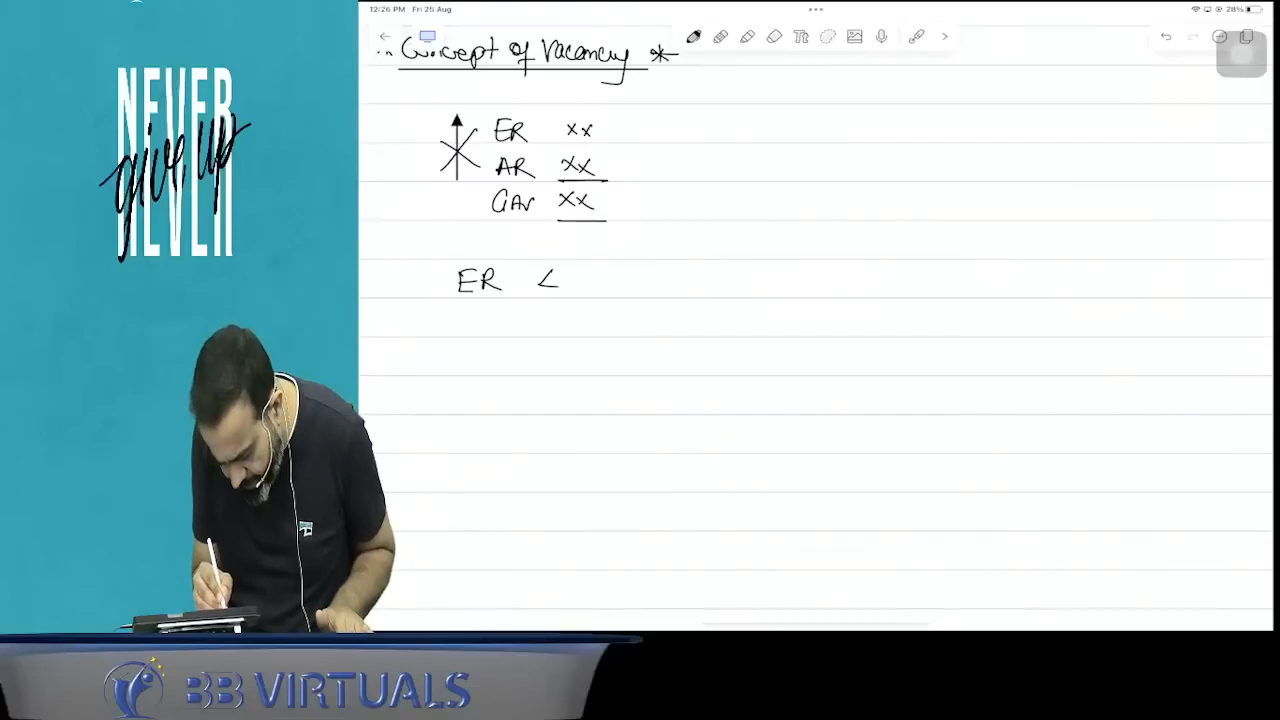 12:26 PM Fri 25 Aug
28%
Concept of Vacancy *
NEVER
give up
NEVER
ER xx
AR xx
GAV xx
ER <
BB VIRTUALS